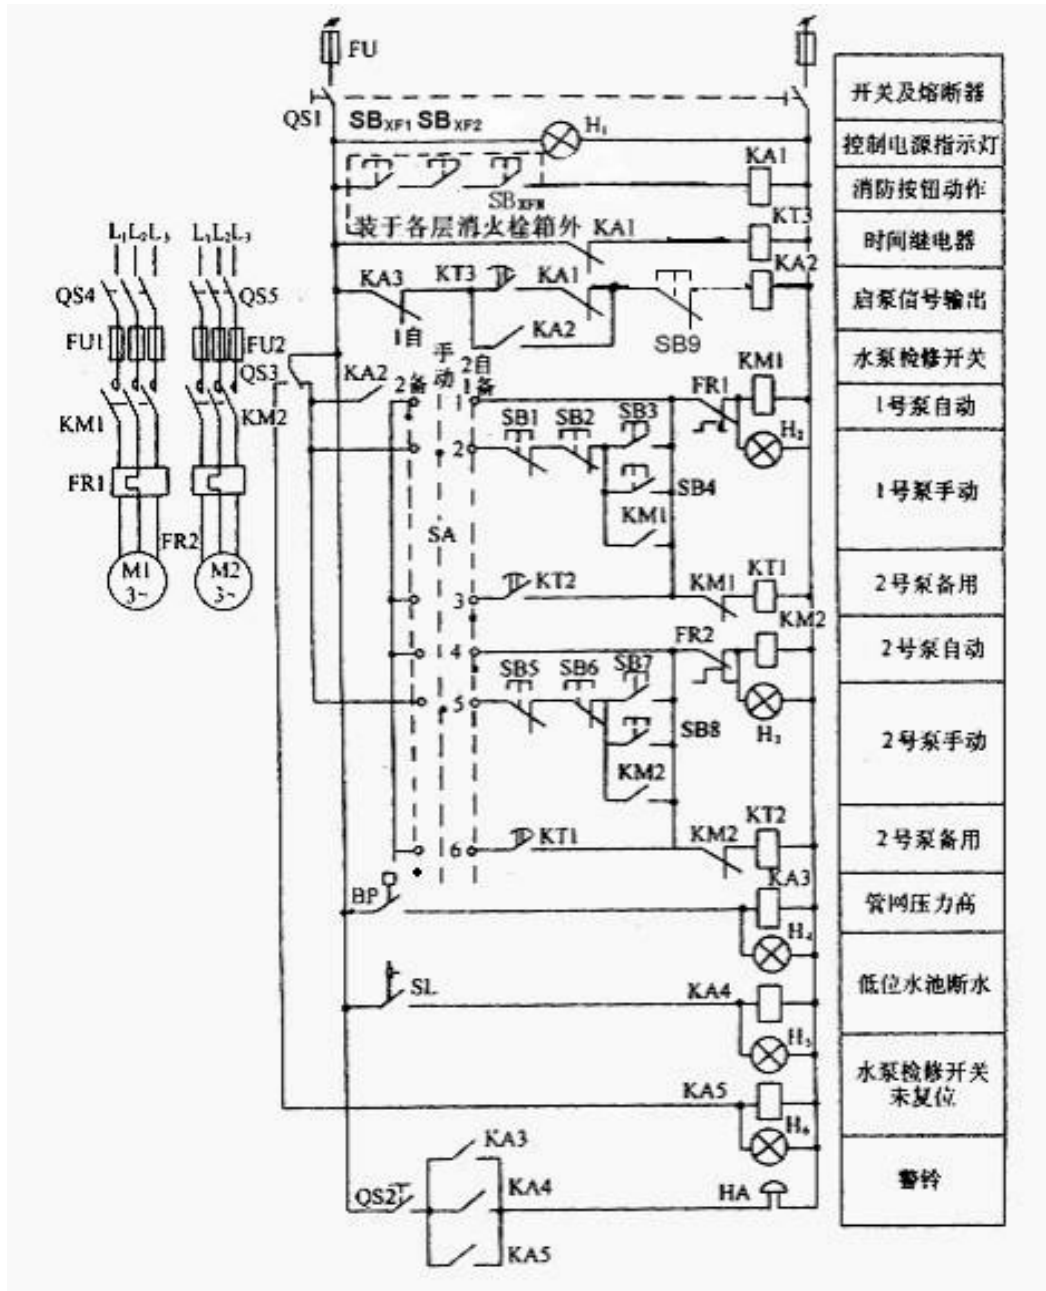 FU
开关及熔断器
QS1
SBXF1 SBXF2
H1
控制电源指示灯
KA1
消防按钮动作
SBXFN
装于各层消火栓箱外
KA1
KT3
时间继电器
L1 L2 L3
L1 L2 L3
KA3
KT3
KA1
KA2
启泵信号输出
QS4
QS5
KA2
SB9
FU1
FU2
1自
2备
手动
2自
1备
水泵检修开关
QS3
KA2
FR1
KM1
1号泵自动
KM1
KM2
SB1
SB2
SB3
H2
2
FR1
SB4
1号泵手动
KM1
SA
FR2
M1
3~
M2
3~
3
KT2
KM1
KT1
2号泵备用
KM2
4
FR2
2号泵自动
SB5
SB6
SB7
5
SB8
H3
2号泵手动
KM2
6
KT1
KM2
KT2
2号泵备用
BP
KA3
管网压力高
H4
SL
KA4
低位水池断水
H5
KA5
水泵检修开关
未复位
H6
KA3
QS2
KA4
HA
警铃
KA5